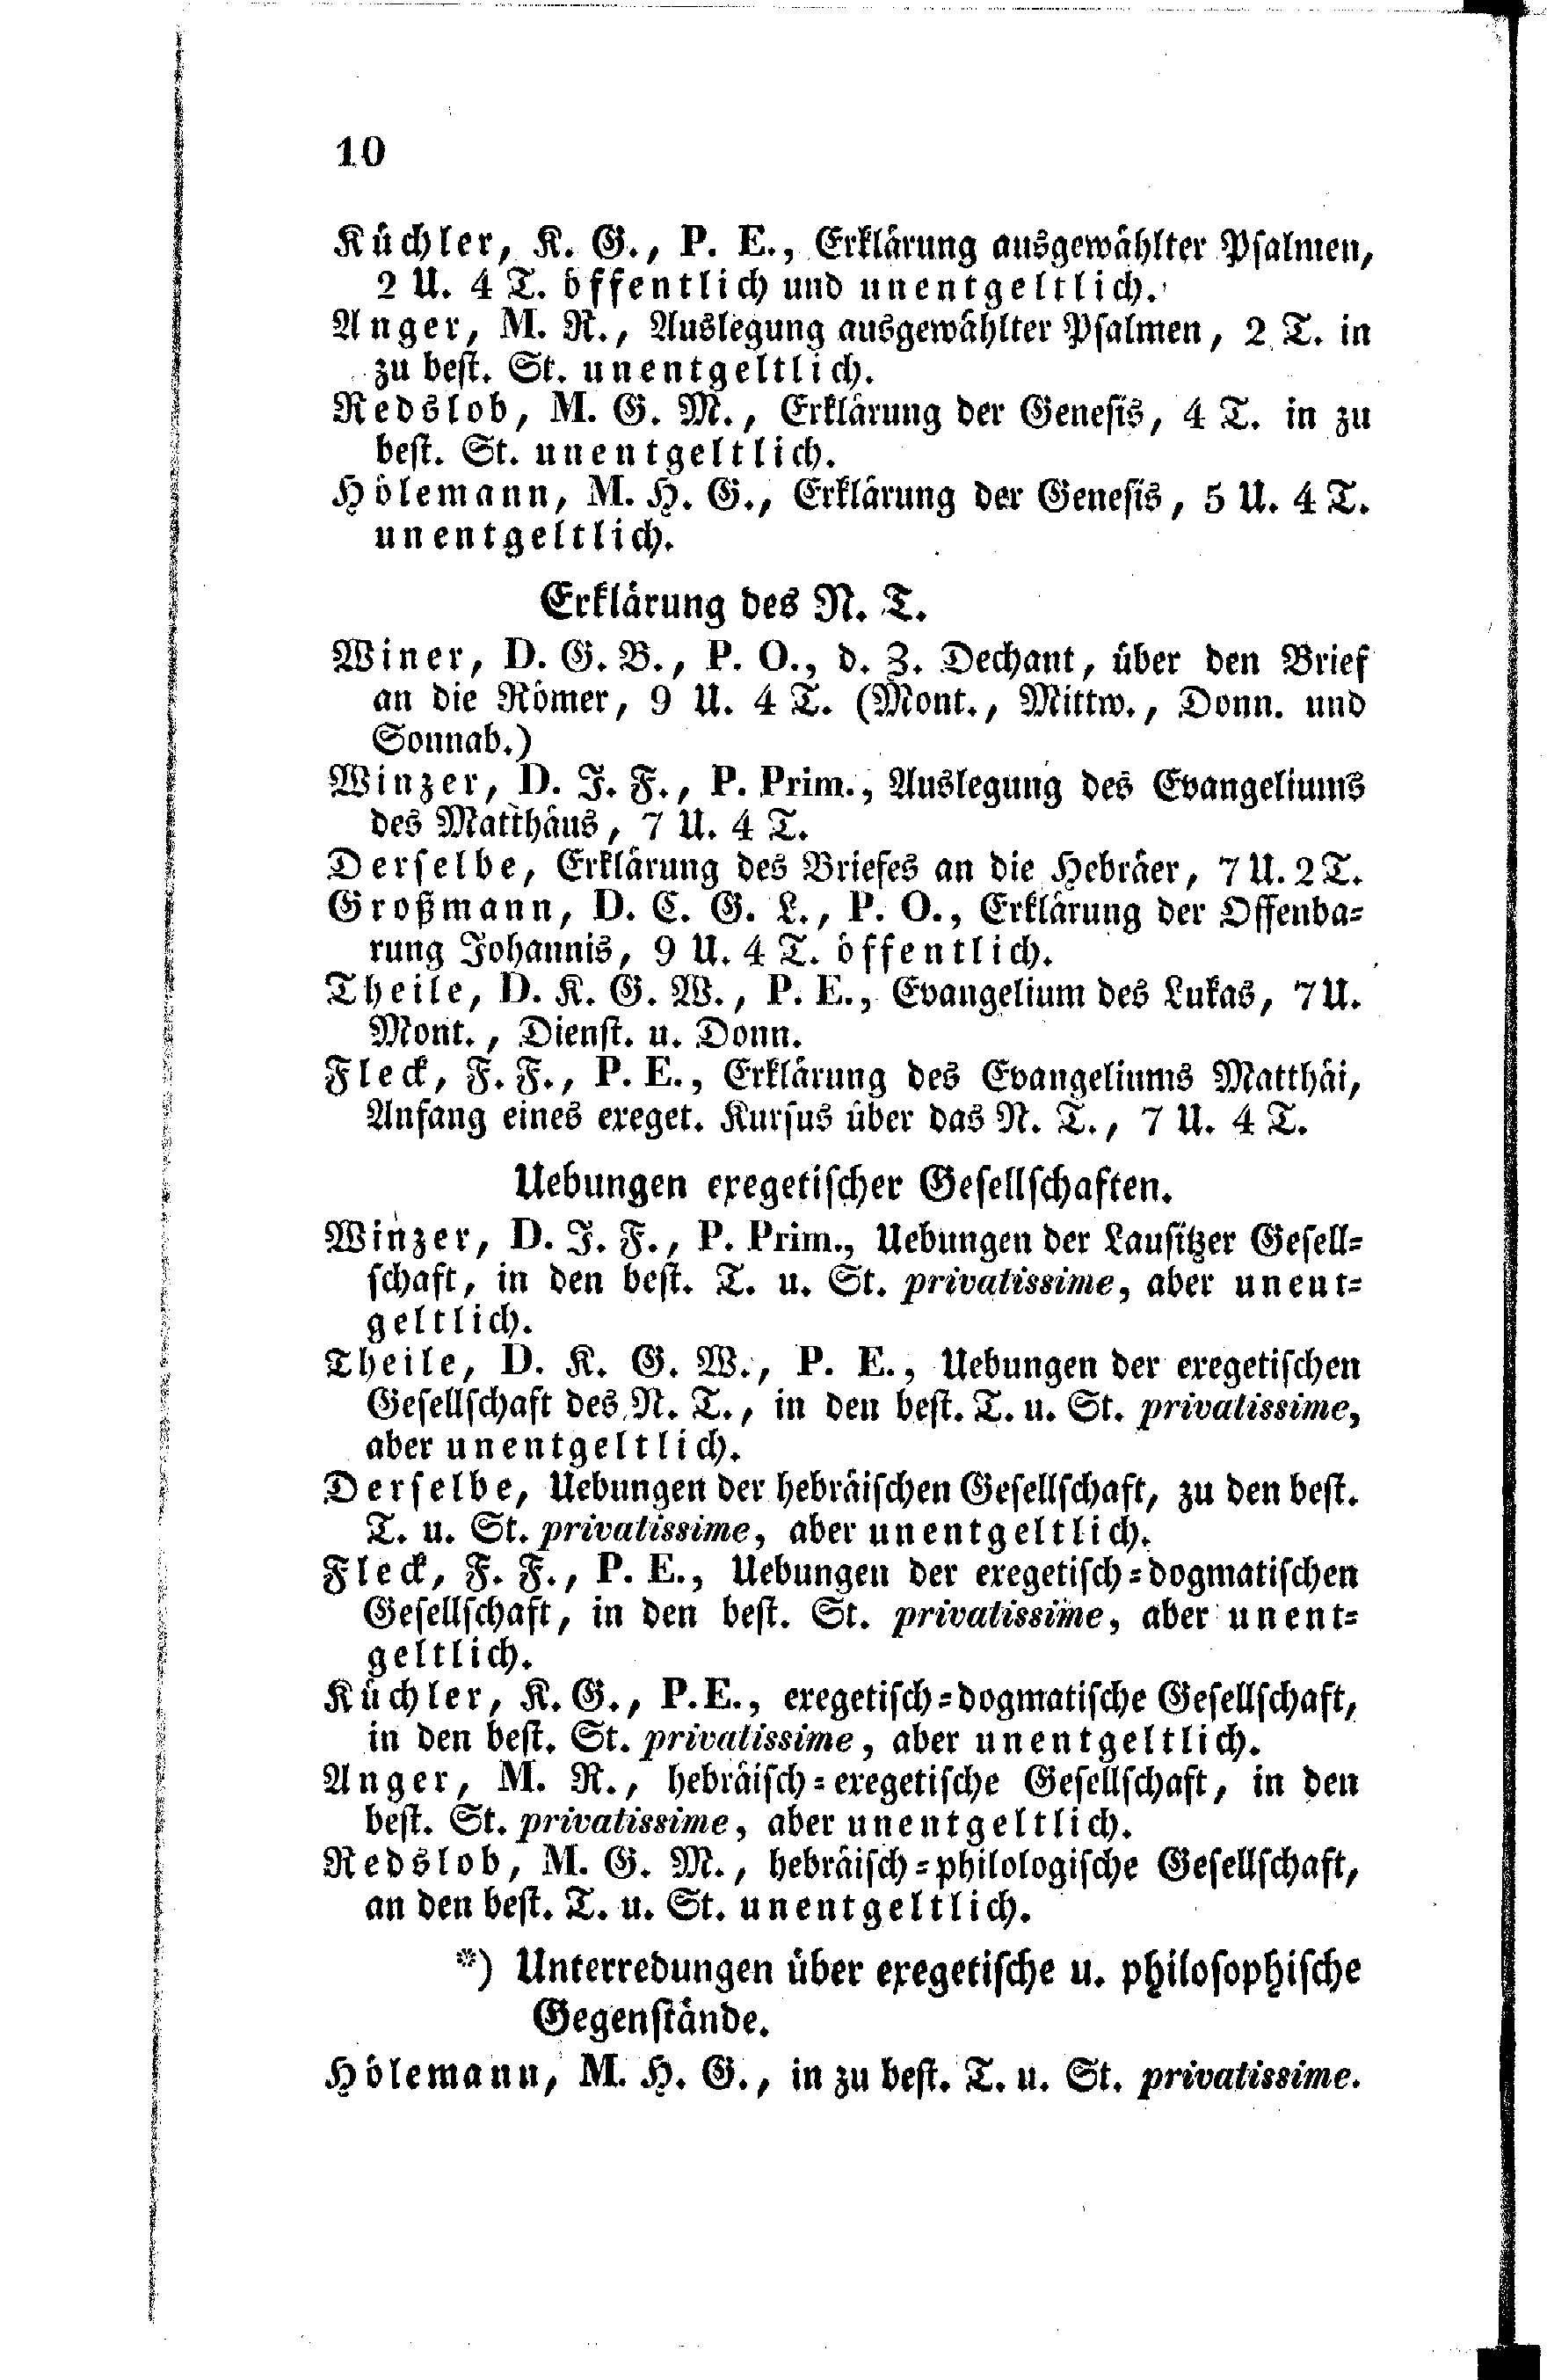 10
Küchler, K. G., P. E., Erklärung ausgewählter Psalmen,
2 U. 4 T. öffentlich und unentgeltlich.
Anger, M. R., Auslegung ausgewählter Psalmen, 2 T. in
zu best. St. unentgeltlich.
Redslob, M. G. M., Erklärung der Genesis, 4 T. in zu
best. St. unentgeltlich.
Hölemann, M. H. G., Erklärung der Genesis, 5 U. 4 T.
unentgeltlich.
Erklärung des N. T.
Winer, D. G. B., P. O., d. Z. Dechant, über den Brief
an die Römer, 9 U. 4 T. (Mont., Mittw., Donn. und
Sonnab.)
Winzer, D. J. F., P. Prim., Auslegung des Evangeliums
des Matthäus, 7 U. 4 T.
Derselbe, Erklärung des Briefes an die Hebräer, 7 U. 2 T.
Großmann, D. C. G. L., P. O., Erklärung der Offenba-
rung Johannis, 9 U. 4 T. öffentlich.
Theile, D. K. G. W., P. E., Evangelium des Lukas, 7 U.
Mont., Dienst. u. Donn.
Fleck, F. F., P. E., Erklärung des Evangeliums Matthäi,
Anfang eines exeget. Kursus über das N. T., 7 U. 4 T.
Uebungen exegetischer Gesellschaften.
Winzer, D. J. F., P. Prim., Uebungen der Lausitzer Gesell-
schaft, in den best. T. u. St. privatissime, aber unent-
geltlich.
Theile, D. K. G. W., P. E., Uebungen der exegetischen
Gesellschaft des N. T., in den best. T. u. St. privatissime,
aber unentgeltlich.
Derselbe, Uebungen der hebräischen Gesellschaft, zu den best.
T. u. St. privatissime, aber unentgeltlich.
Fleck, F. F., P. E., Uebungen der exegetisch-dogmatischen
Gesellschaft, in den best. St. privatissime, aber unent-
geltlich.
Küchler, K. G., P. E., exegetisch-dogmatische Gesellschaft,
in den best. St. privatissime, aber unentgeltlich.
Anger, M. R., hebräisch-exegetische Gesellschaft, in den
best. St. privatissime, aber unentgeltlich.
Redslob, M. G. M., hebräisch-philologische Gesellschaft,
an den best. T. u. St. unentgeltlich.
*) Unterredungen über exegetische u. philosophische
Gegenstände.
Hölemann, M. H. G., in zu best. T. u. St. privatissime.